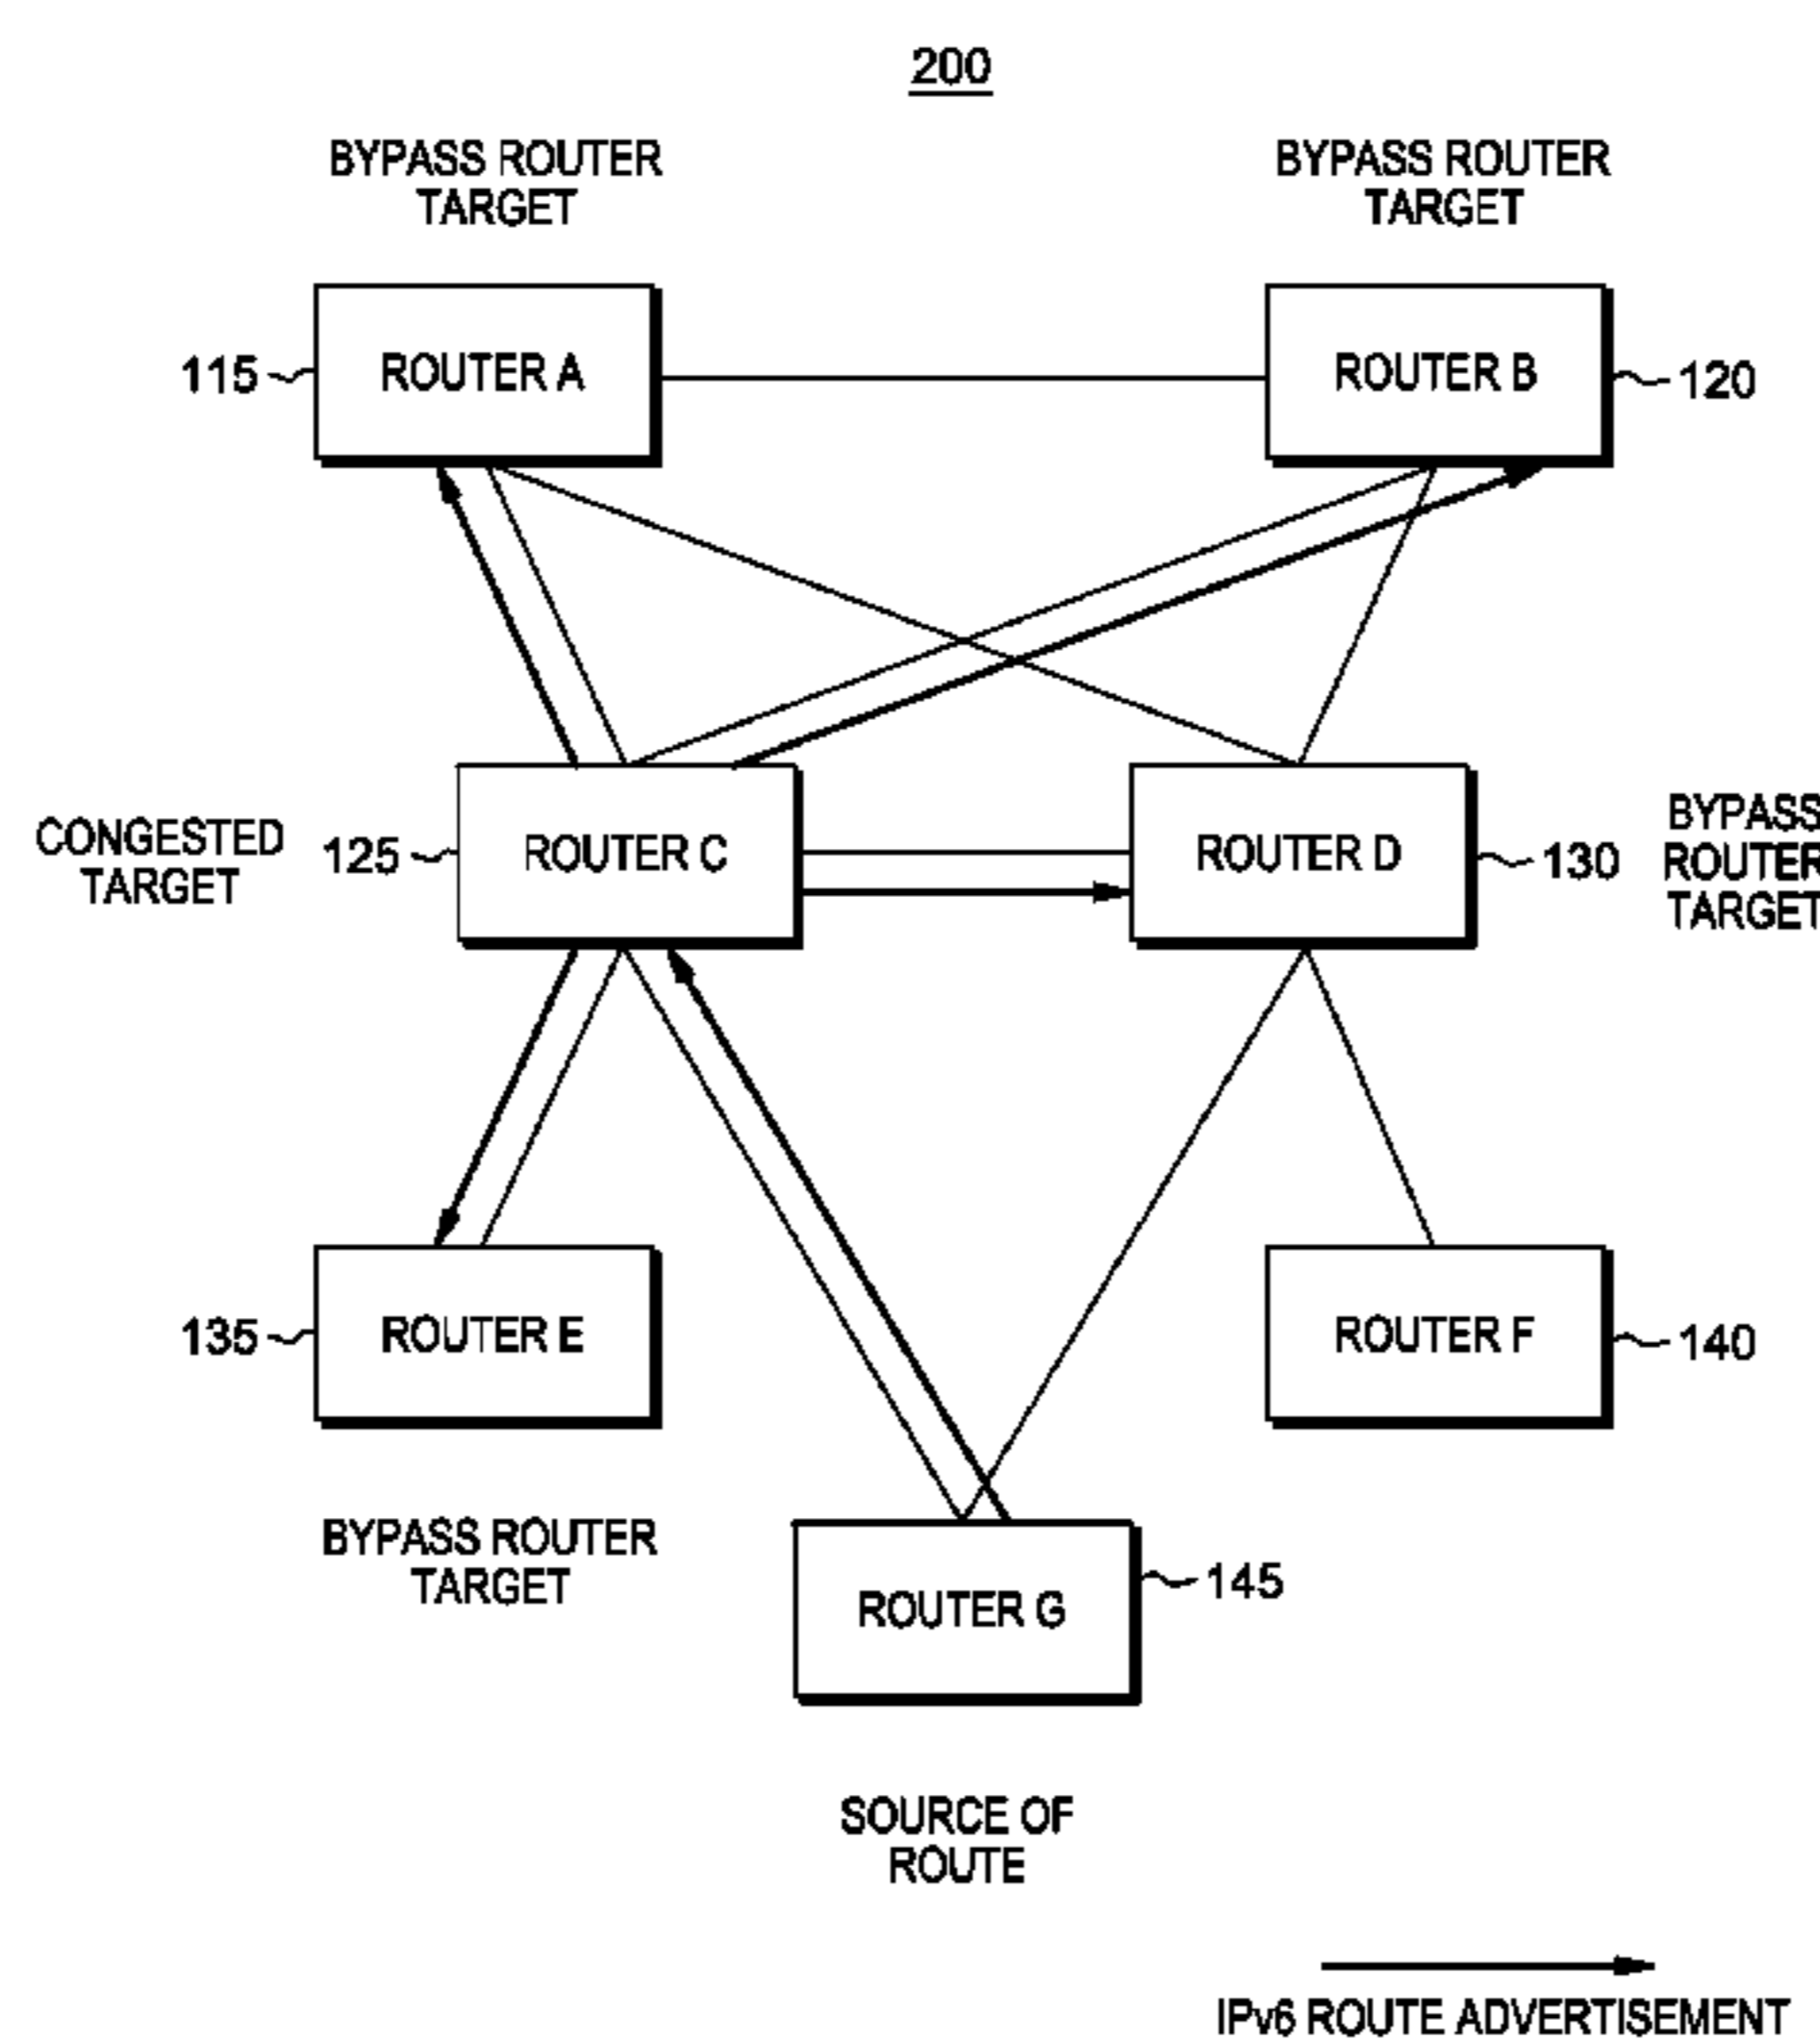 200
BYPASS ROUTER
TARGET
BYPASS ROUTER
TARGET
115
ROUTER A
ROUTER B
120
CONGESTED
TARGET
125
ROUTER C
ROUTER D
130
BYPASS
ROUTER
TARGET
135
ROUTER E
ROUTER F
140
BYPASS ROUTER
TARGET
ROUTER G
145
SOURCE OF
ROUTE
IPv6 ROUTE ADVERTISEMENT